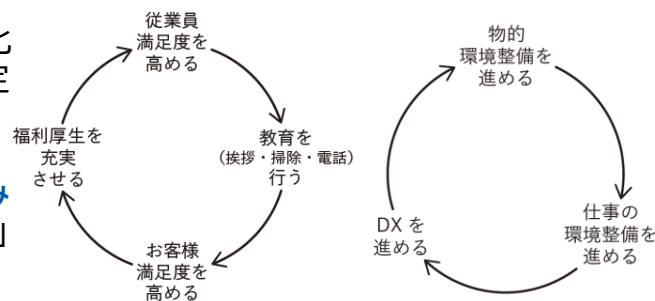 従業員
満足度を
高める
教育を
(挨拶・掃除・電話)
行う
お客様
満足度を
高める
福利厚生を
充実
させる
物的
環境整備を
進める
仕事の
環境整備を
進める
DXを
進める